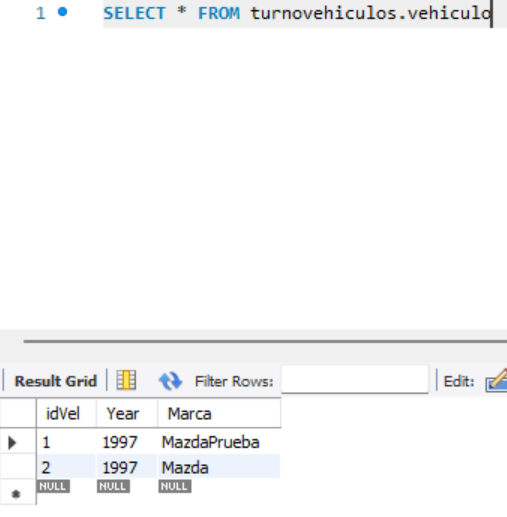 1 SELECT * FROM turnovehiculos.vehiculo
Result Grid Filter Rows: Edit:
idVel Year Marca
1 1997 MazdaPrueba
2 1997 Mazda
NULL NULL NULL